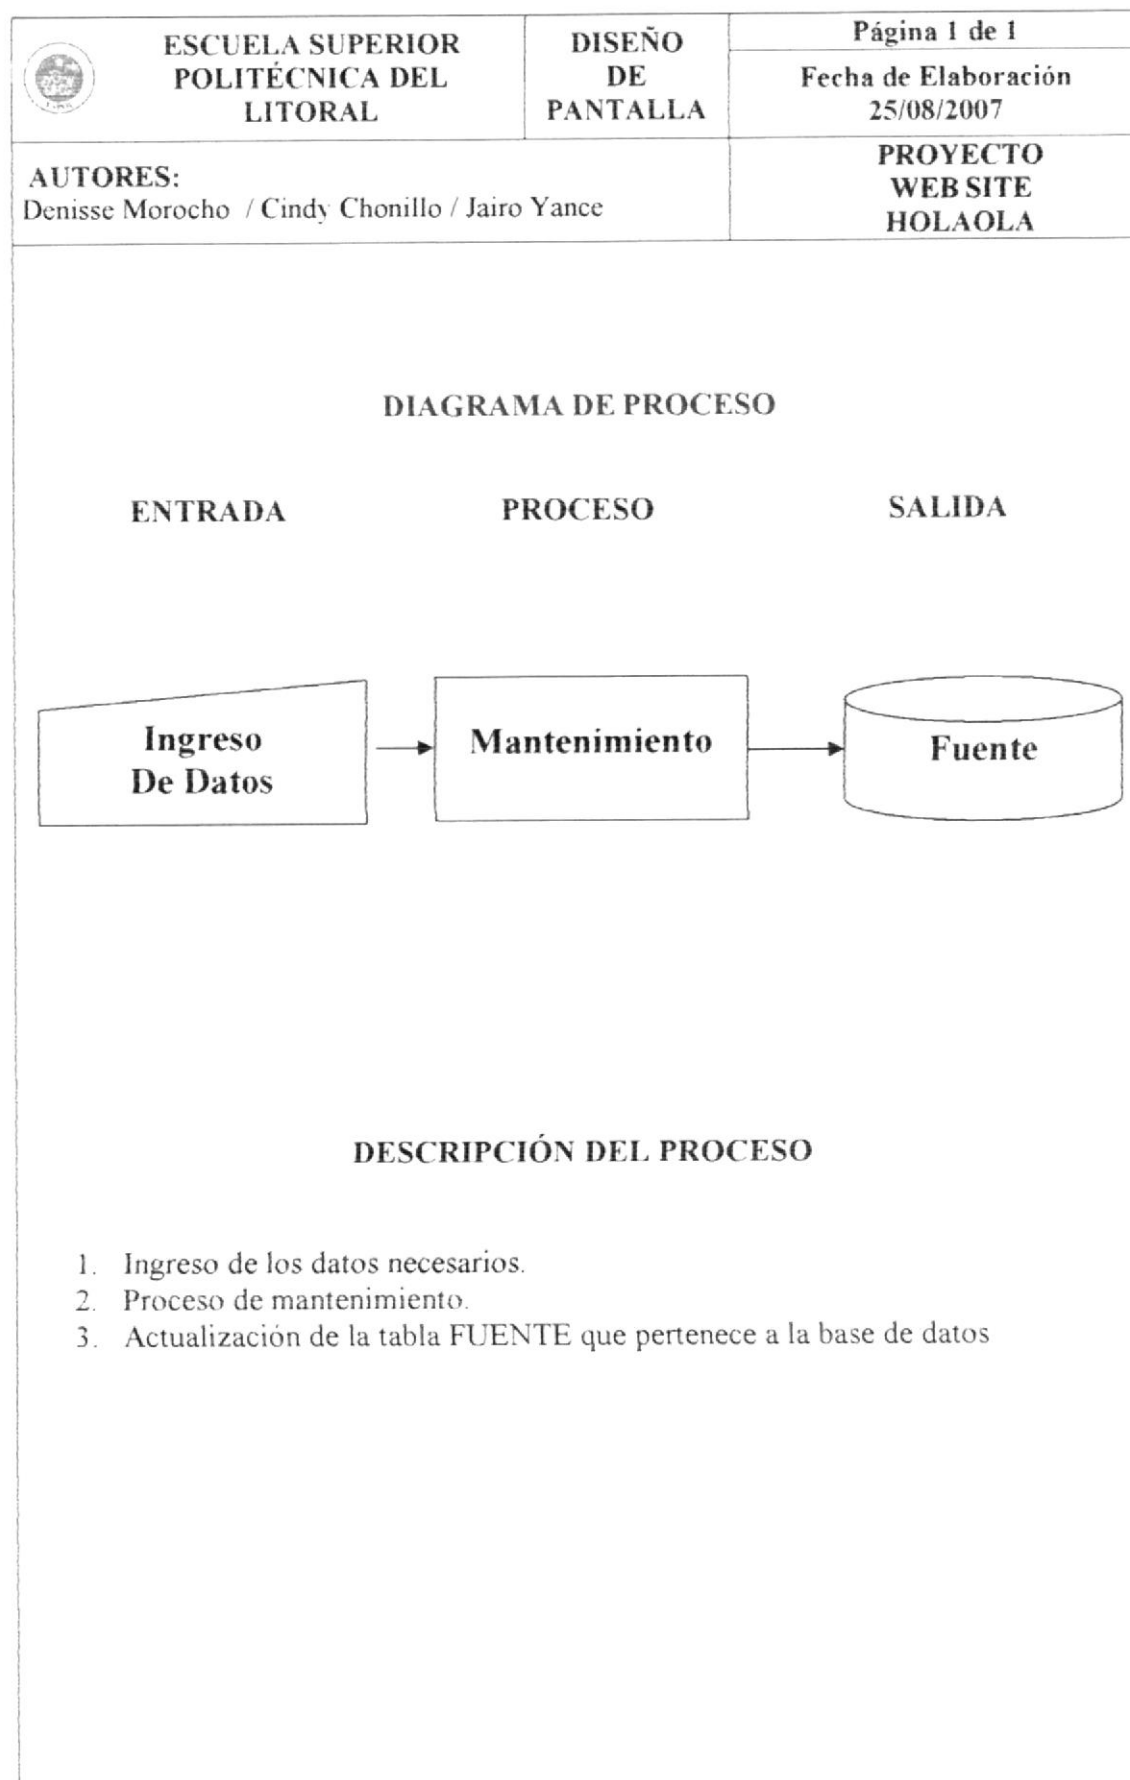 ESCUELA SUPERIOR
POLITÉCNICA DEL
LITORAL
DISEÑO
DE
PANTALLA
Página 1 de 1
Fecha de Elaboración
25/08/2007
AUTORES:
Denisse Morocho / Cindy Chonillo / Jairo Yance
PROYECTO
WEB SITE
HOLAOLA
DIAGRAMA DE PROCESO
ENTRADA
PROCESO
SALIDA
Ingreso
De Datos
Mantenimiento
Fuente
DESCRIPCIÓN DEL PROCESO
1. Ingreso de los datos necesarios.
2. Proceso de mantenimiento.
3. Actualización de la tabla FUENTE que pertenece a la base de datos